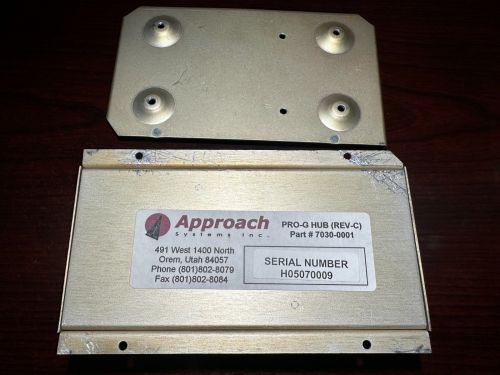 Approach
Systems Inc.
491 West 1400 North
Orem, Utah 84057
Phone (801)802-8079
Fax (801)802-8084
PRO-G HUB (REV-C)
Part # 7030-0001
SERIAL NUMBER
H05070009